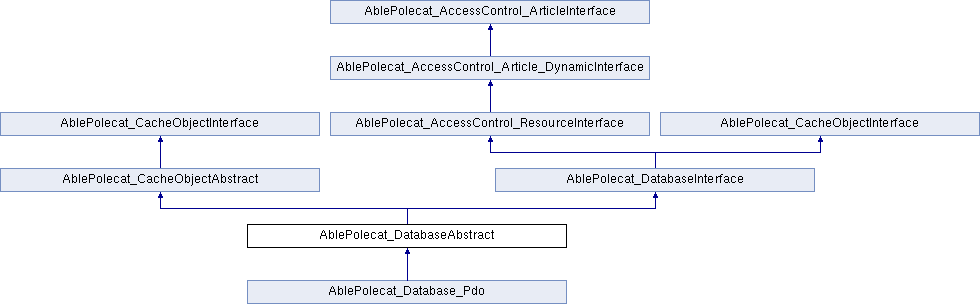 AblePolecat_AccessControl_ArticleInterface
AblePolecat_AccessControl_Article_DynamicInterface
AblePolecat_CacheObjectInterface
AblePolecat_AccessControl_ResourceInterface
AblePolecat_CacheObjectInterface
AblePolecat_CacheObjectAbstract
AblePolecat_DatabaseInterface
AblePolecat_DatabaseAbstract
AblePolecat_Database_Pdo